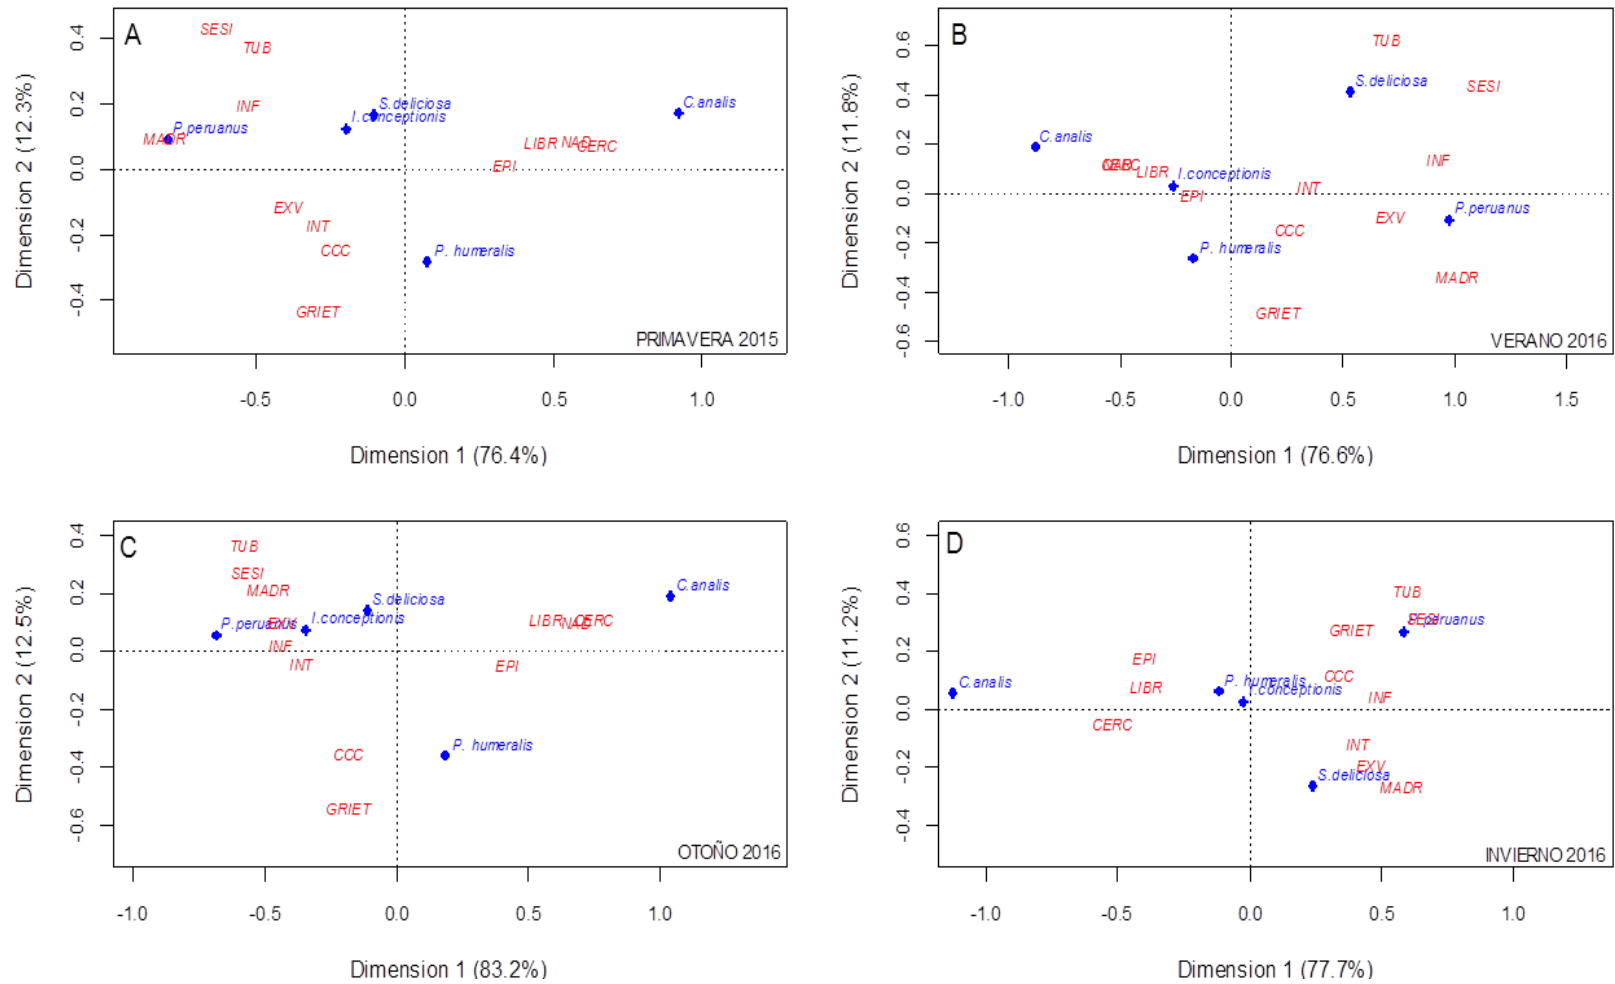 A
SESI
TUB
INF
S.deliciosa
I.conceptionis
C.analis
P.peruanus
MADR
LIBR NAD CERC
EPI
EXV
INT
CCC
P. humeralis
GRIET
PRIMAVERA 2015
0.4
0.2
0.0
-0.2
-0.4
-0.5
0.0
0.5
1.0
Dimension 2 (12.3%)
Dimension 1 (76.4%)
B
TUB
S.deliciosa
SESI
C.analis
INF
CERC
LIBR
I.conceptionis
EPI
INT
P.peruanus
EXV
CCC
P. humeralis
MADR
GRIET
VERANO 2016
0.6
0.4
0.2
0.0
-0.2
-0.4
-0.6
-1.0
-0.5
0.0
0.5
1.0
1.5
Dimension 2 (11.8%)
Dimension 1 (76.6%)
C
TUB
SESI
MADR
S.deliciosa
C.analis
P.peruanus
EXV
I.conceptionis
LIBR NAD CERC
INF
INT
EPI
CCC
P. humeralis
GRIET
OTOÑO 2016
0.4
0.2
0.0
-0.2
-0.4
-0.6
-1.0
-0.5
0.0
0.5
1.0
Dimension 2 (12.5%)
Dimension 1 (83.2%)
D
TUB
SESI
P.peruanus
GRIET
EPI
CCC
C.analis
LIBR
P. humeralis
I.conceptionis
INF
CERC
INT
EXV
S.deliciosa
MADR
INVIERNO 2016
0.6
0.4
0.2
0.0
-0.2
-0.4
-1.0
-0.5
0.0
0.5
1.0
Dimension 2 (11.2%)
Dimension 1 (77.7%)